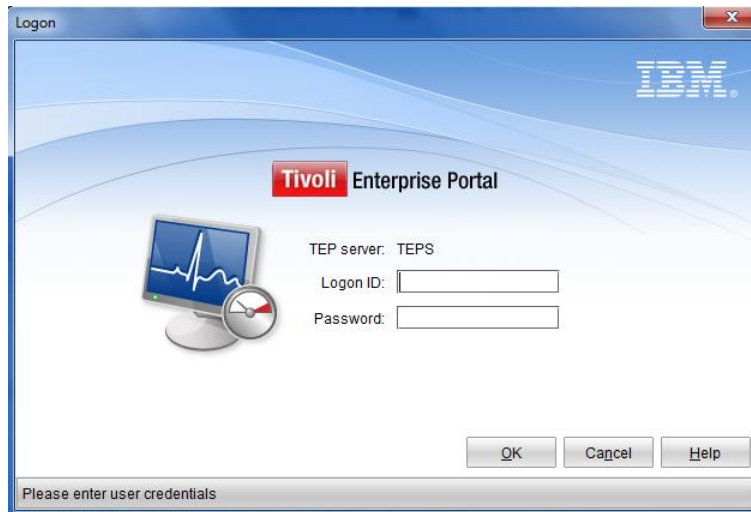 Logon
IBM®
Tivoli Enterprise Portal
TEP server: TEPS
Logon ID:
Password:
OK Cancel Help
Please enter user credentials